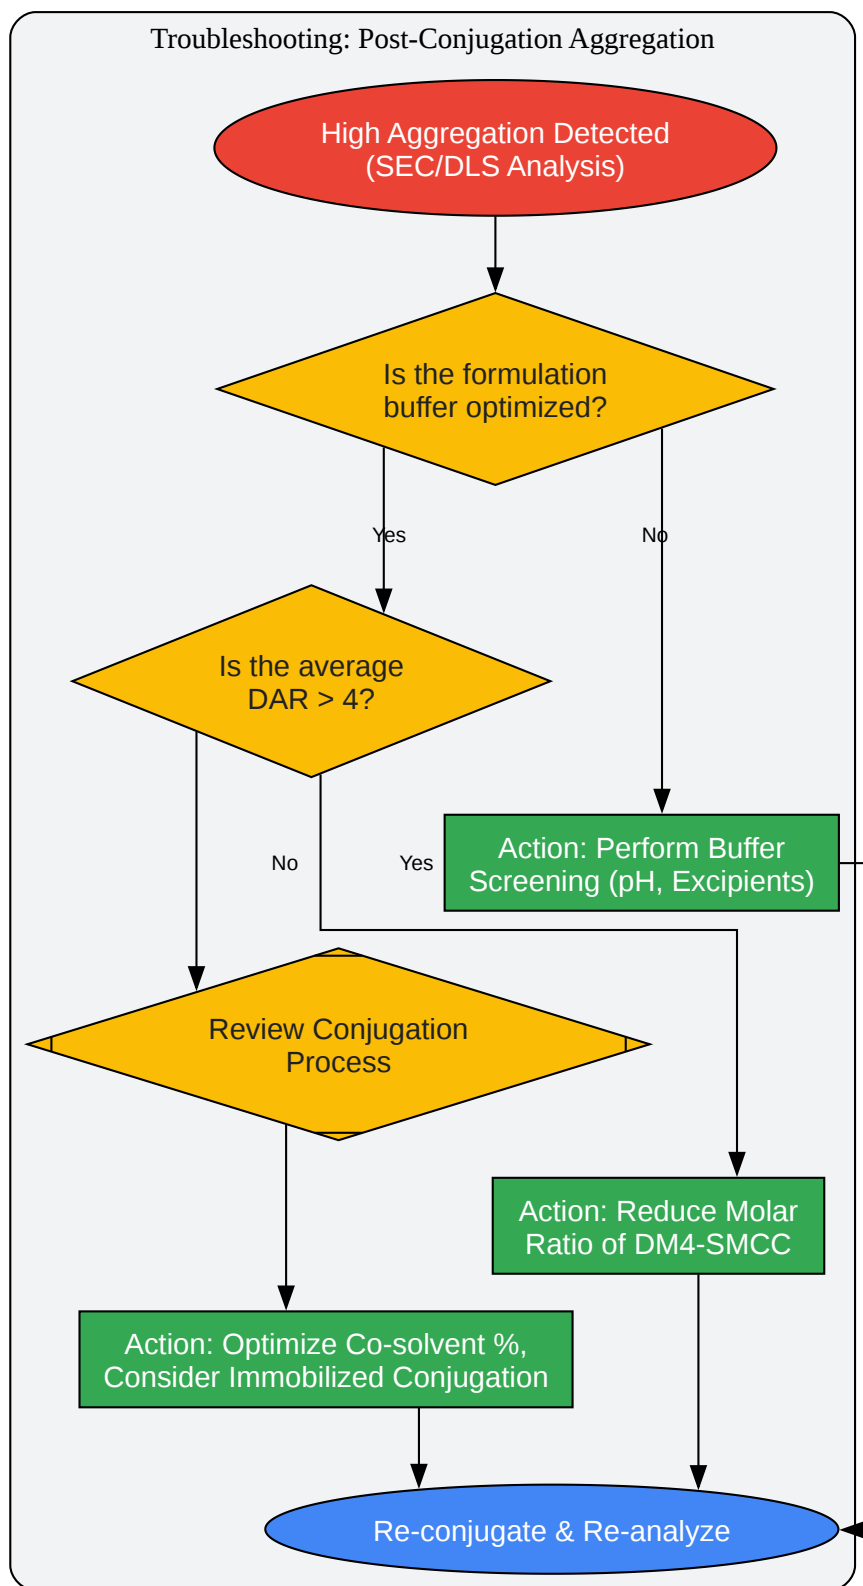 Troubleshooting: Post-Conjugation Aggregation
High Aggregation Detected
(SEC/DLS Analysis)
Is the formulation
buffer optimized?
Yes
No
Is the average
DAR > 4?
No
Yes
Action: Perform Buffer
Screening (pH, Excipients)
Review Conjugation
Process
Action: Reduce Molar
Ratio of DM4-SMCC
Action: Optimize Co-solvent %,
Consider Immobilized Conjugation
Re-conjugate & Re-analyze